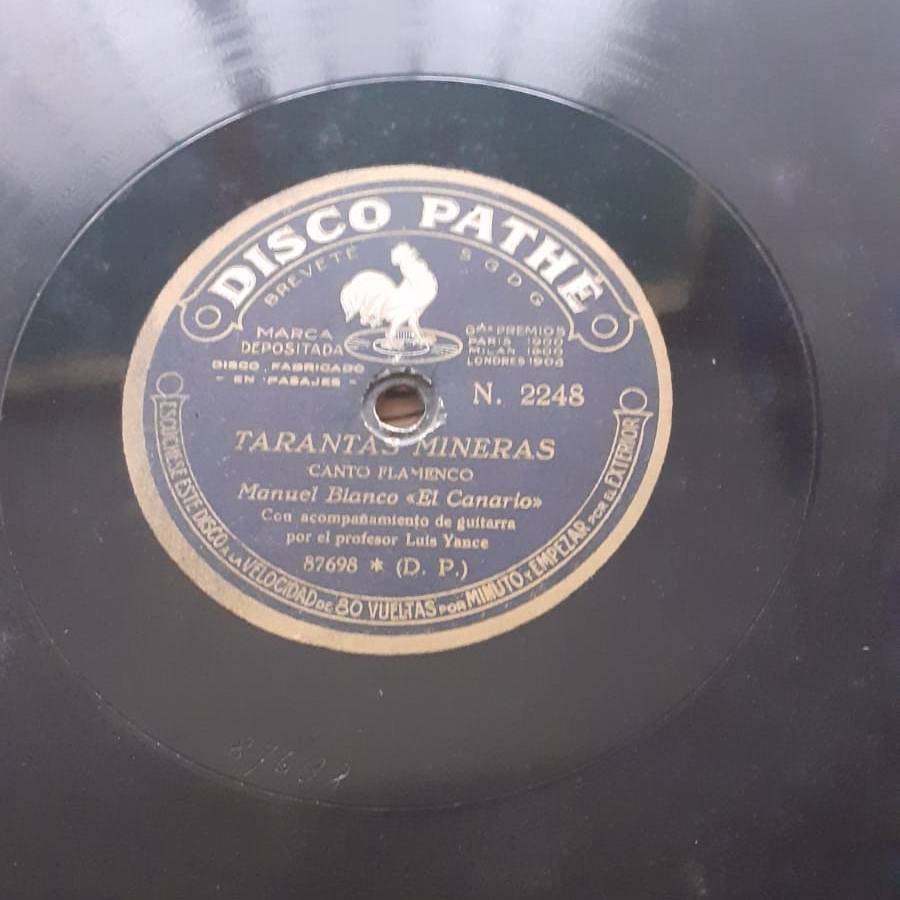 DISCO PATHÉ
BREVETÉ S G D G
MARCA
DEPOSITADA
DISCO FABRICADO
- EN PASAJES -
GdES PREMIOS
PARIS 1900
MILAN 1906
LONDRES 1908
N. 2248
TARANTAS MINERAS
CANTO FLAMENCO
Manuel Blanco «El Canario»
Con acompañamiento de guitarra
por el profesor Luis Yance
87698 * (D. P.)
ESCÚCHESE ESTE DISCO A LA VELOCIDAD DE 80 VUELTAS POR MINUTO Y EMPEZAR POR EL EXTERIOR